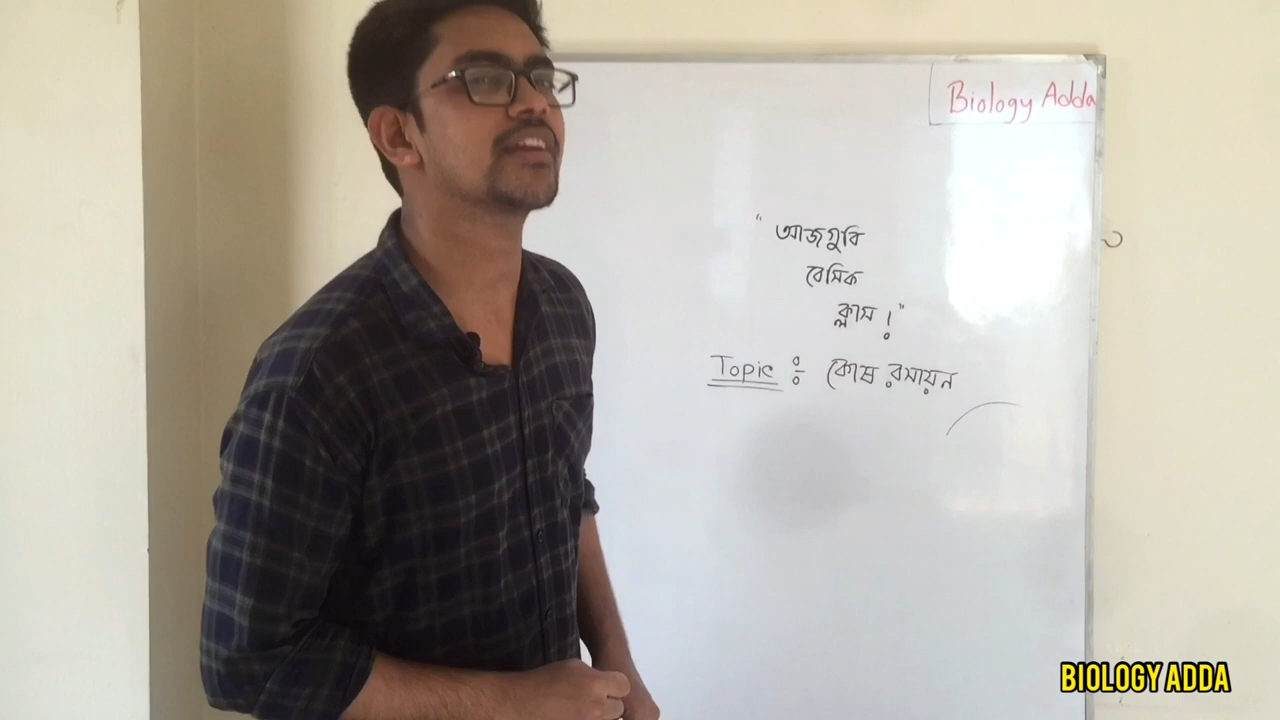 Biology Adda
“আজগুবি
বেসিক
ক্লাস!”
Topic ঃ কোষ রসায়ন
BIOLOGY ADDA